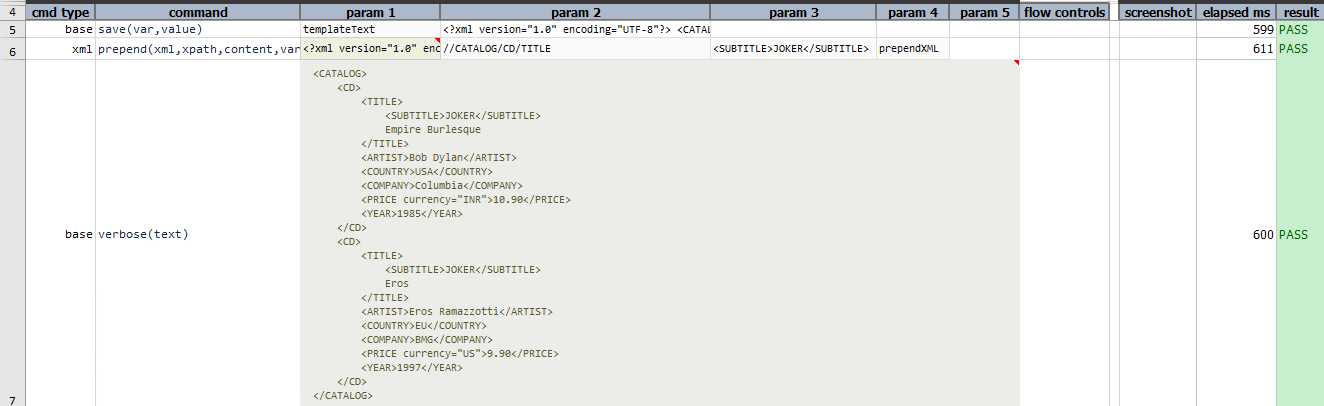 4 cmd type command param 1 param 2 param 3 param 4 param 5 flow controls screenshot elapsed ms result
5 base save(var,value) templateText <?xml version="1.0" encoding="UTF-8"?> <CATAL 599 PASS
6 xml prepend(xml,xpath,content,var <?xml version="1.0" enc //CATALOG/CD/TITLE <SUBTITLE>JOKER</SUBTITLE> prependXML 611 PASS
<CATALOG>
<CD>
<TITLE>
<SUBTITLE>JOKER</SUBTITLE>
Empire Burlesque
</TITLE>
<ARTIST>Bob Dylan</ARTIST>
<COUNTRY>USA</COUNTRY>
<COMPANY>Columbia</COMPANY>
<PRICE currency="INR">10.90</PRICE>
<YEAR>1985</YEAR>
</CD>
base verbose(text) 600 PASS
<CD>
<TITLE>
<SUBTITLE>JOKER</SUBTITLE>
Eros
</TITLE>
<ARTIST>Eros Ramazzotti</ARTIST>
<COUNTRY>EU</COUNTRY>
<COMPANY>BMG</COMPANY>
<PRICE currency="US">9.90</PRICE>
<YEAR>1997</YEAR>
</CD>
</CATALOG>
7